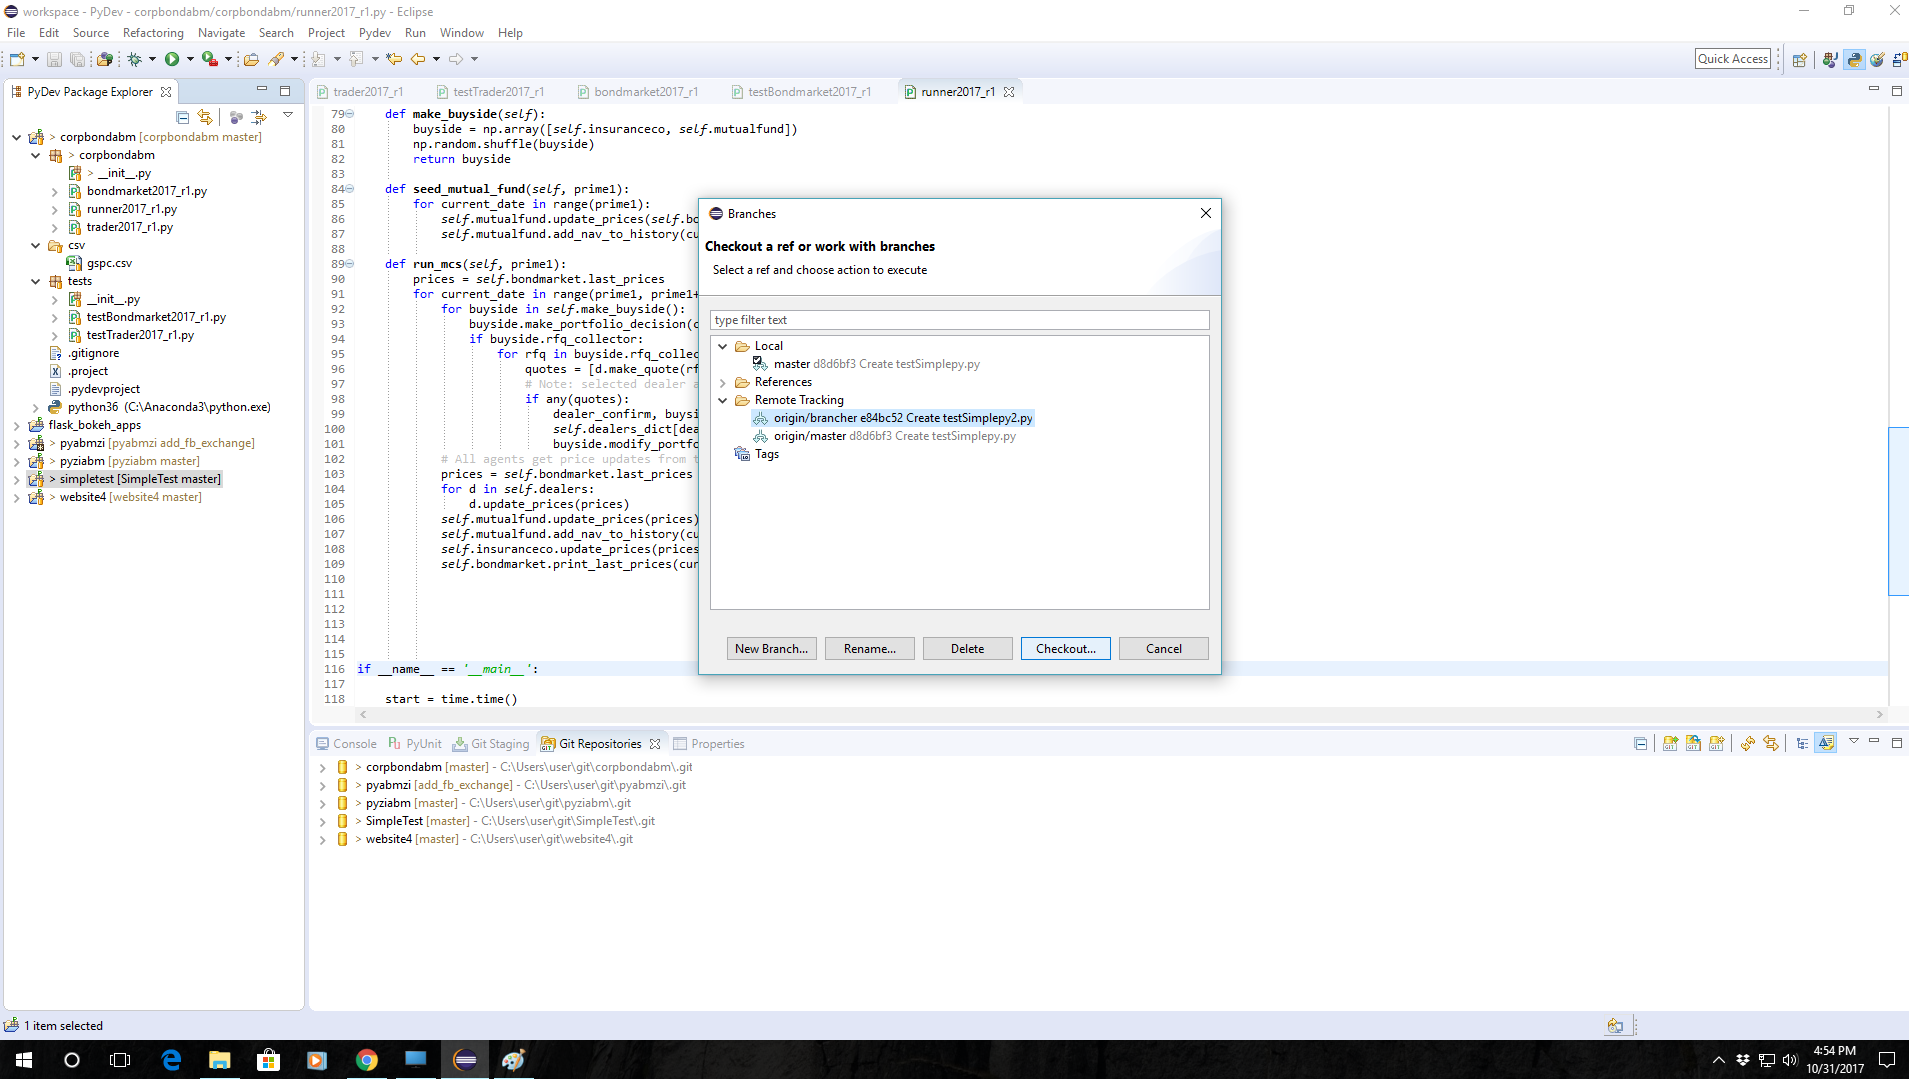 workspace - PyDev - corpbondabm/corpbondabm/runner2017_r1.py - Eclipse
File Edit Source Refactoring Navigate Search Project Pydev Run Window Help
Quick Access
PyDev Package Explorer
> corpbondabm [corpbondabm master]
> corpbondabm
> __init__.py
bondmarket2017_r1.py
runner2017_r1.py
trader2017_r1.py
csv
gspc.csv
tests
__init__.py
testBondmarket2017_r1.py
testTrader2017_r1.py
.gitignore
.project
.pydevproject
python36 (C:\Anaconda3\python.exe)
flask_bokeh_apps
> pyabmzi [pyabmzi add_fb_exchange]
> pyziabm [pyziabm master]
> simpletest [SimpleTest master]
> website4 [website4 master]
trader2017_r1 testTrader2017_r1 bondmarket2017_r1 testBondmarket2017_r1 runner2017_r1
79 def make_buyside(self):
80 buyside = np.array([self.insuranceco, self.mutualfund])
81 np.random.shuffle(buyside)
82 return buyside
83
84 def seed_mutual_fund(self, prime1):
85 for current_date in range(prime1):
86 self.mutualfund.update_prices(self.bo
87 self.mutualfund.add_nav_to_history(cu
88
89 def run_mcs(self, prime1):
90 prices = self.bondmarket.last_prices
91 for current_date in range(prime1, prime1+
92 for buyside in self.make_buyside():
93 buyside.make_portfolio_decision(c
94 if buyside.rfq_collector:
95 for rfq in buyside.rfq_collec
96 quotes = [d.make_quote(rf
97 # Note: selected dealer a
98 if any(quotes):
99 dealer_confirm, buysi
100 self.dealers_dict[dea
101 buyside.modify_portfo
102 # All agents get price updates from t
103 prices = self.bondmarket.last_prices
104 for d in self.dealers:
105 d.update_prices(prices)
106 self.mutualfund.update_prices(prices)
107 self.mutualfund.add_nav_to_history(cu
108 self.insuranceco.update_prices(prices
109 self.bondmarket.print_last_prices(cur
110
111
112
113
114
115
116 if __name__ == '__main__':
117
118 start = time.time()
Branches
Checkout a ref or work with branches
Select a ref and choose action to execute
type filter text
Local
master d8d6bf3 Create testSimplepy.py
References
Remote Tracking
origin/brancher e84bc52 Create testSimplepy2.py
origin/master d8d6bf3 Create testSimplepy.py
Tags
New Branch... Rename... Delete Checkout... Cancel
Console PyUnit Git Staging Git Repositories Properties
> corpbondabm [master] - C:\Users\user\git\corpbondabm\.git
> pyabmzi [add_fb_exchange] - C:\Users\user\git\pyabmzi\.git
> pyziabm [master] - C:\Users\user\git\pyziabm\.git
> SimpleTest [master] - C:\Users\user\git\SimpleTest\.git
> website4 [master] - C:\Users\user\git\website4\.git
1 item selected
4:54 PM
10/31/2017